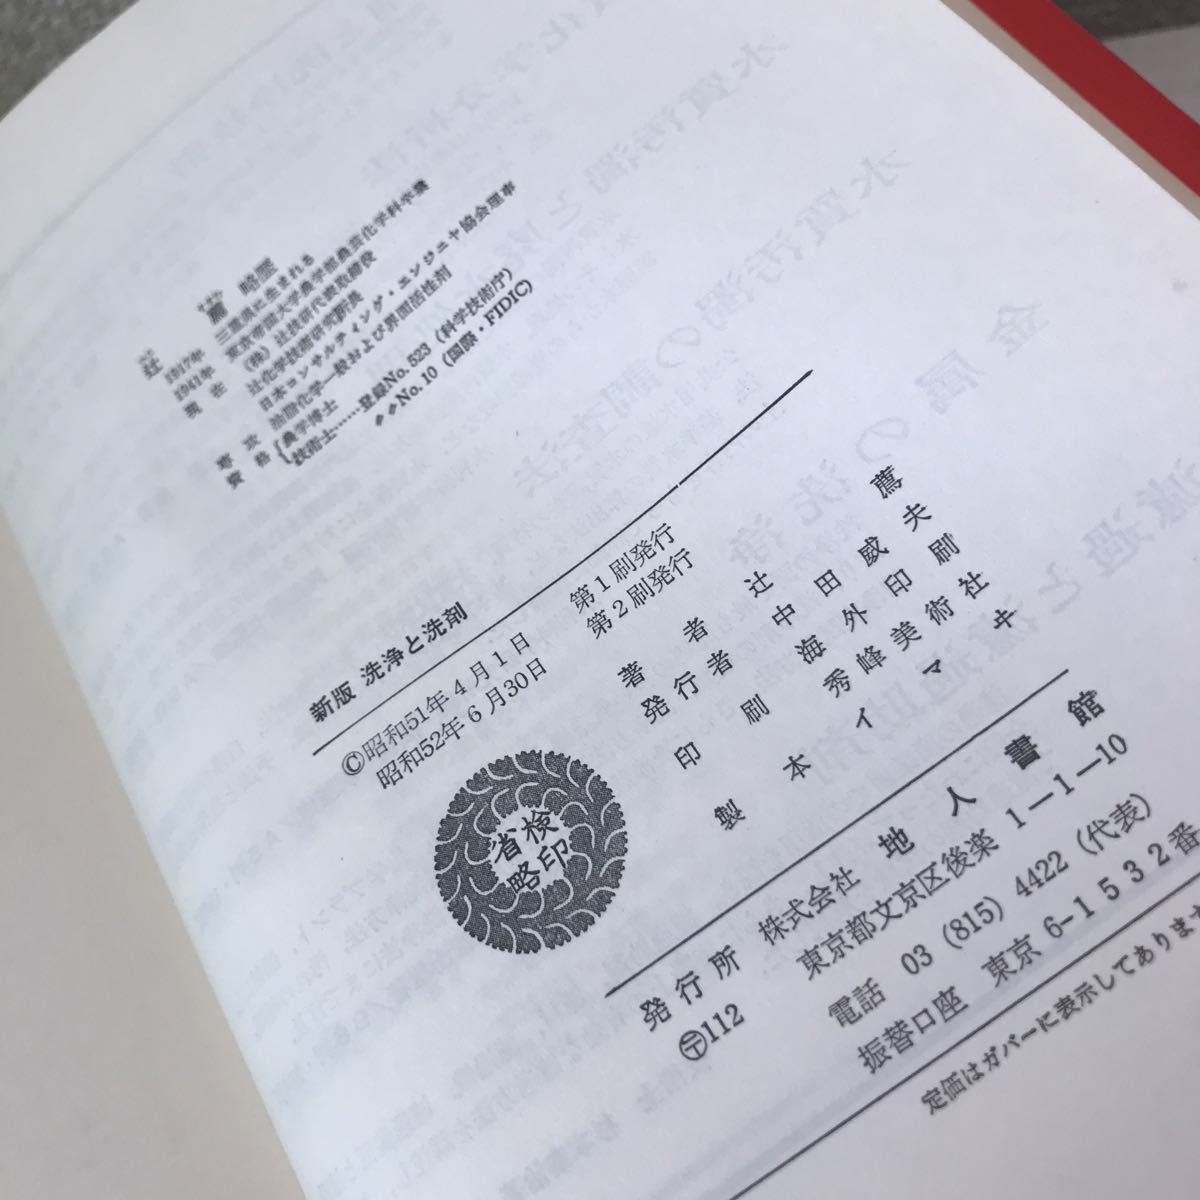 辻 薦 略歴
1917年 三重県に生まれる
1941年 東京帝国大学農学部農芸化学科卒業
現在 (株)辻技研代表取締役
辻化学技術研究所長
日本コンサルティング・エンジニヤ協会理事
専攻 油脂化学一般および界面活性剤
資格 農学博士
技術士……登録No. 523 (科学技術庁)
〃 〃No. 10 (国際・FIDIC)
新版 洗浄と洗剤
©昭和51年4月1日 第1刷発行
昭和52年6月30日 第2刷発行
著者 辻 薦
発行者 中田威夫
印刷 海外印刷
秀峰美術社
製本 イマキ
検印省略
発行所 株式会社 地人書館
〒112 東京都文京区後楽 1—1—10
電話 03 (815) 4422 (代表)
振替口座 東京 6-1532番
定価はカバーに表示してあります